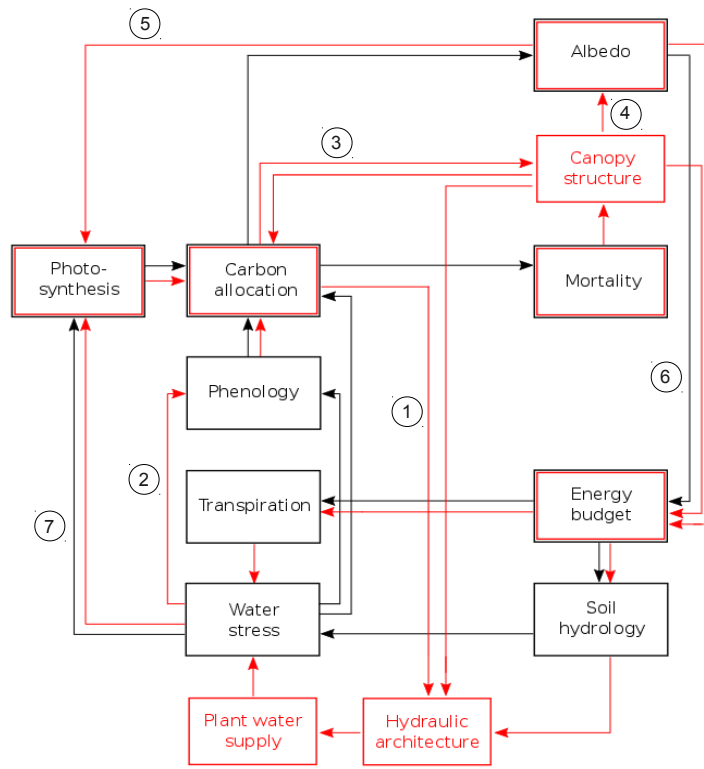 5
Albedo
4
3
Canopy
structure
Photo-
synthesis
Carbon
allocation
Mortality
6
Phenology
1
2
Transpiration
Energy
budget
7
Water
stress
Soil
hydrology
Plant water
supply
Hydraulic
architecture